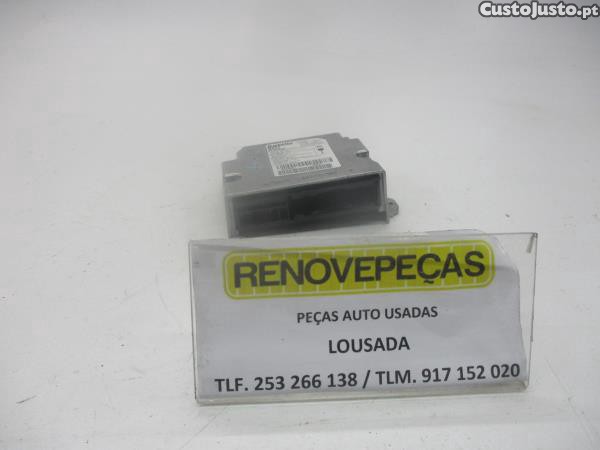 CustoJusto.pt
RENOVEPEÇAS
PEÇAS AUTO USADAS
LOUSADA
TLF. 253 266 138 / TLM. 917 152 020